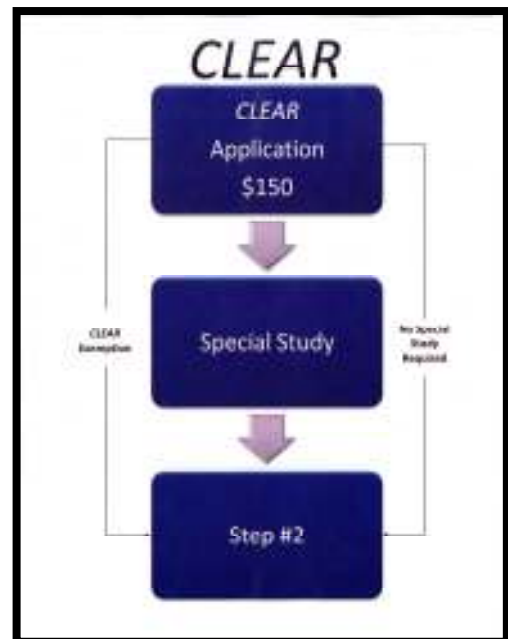 CLEAR
CLEAR
Application
$150
Special Study
CLEAR
Exemption
No Special
Study
Required
Step #2